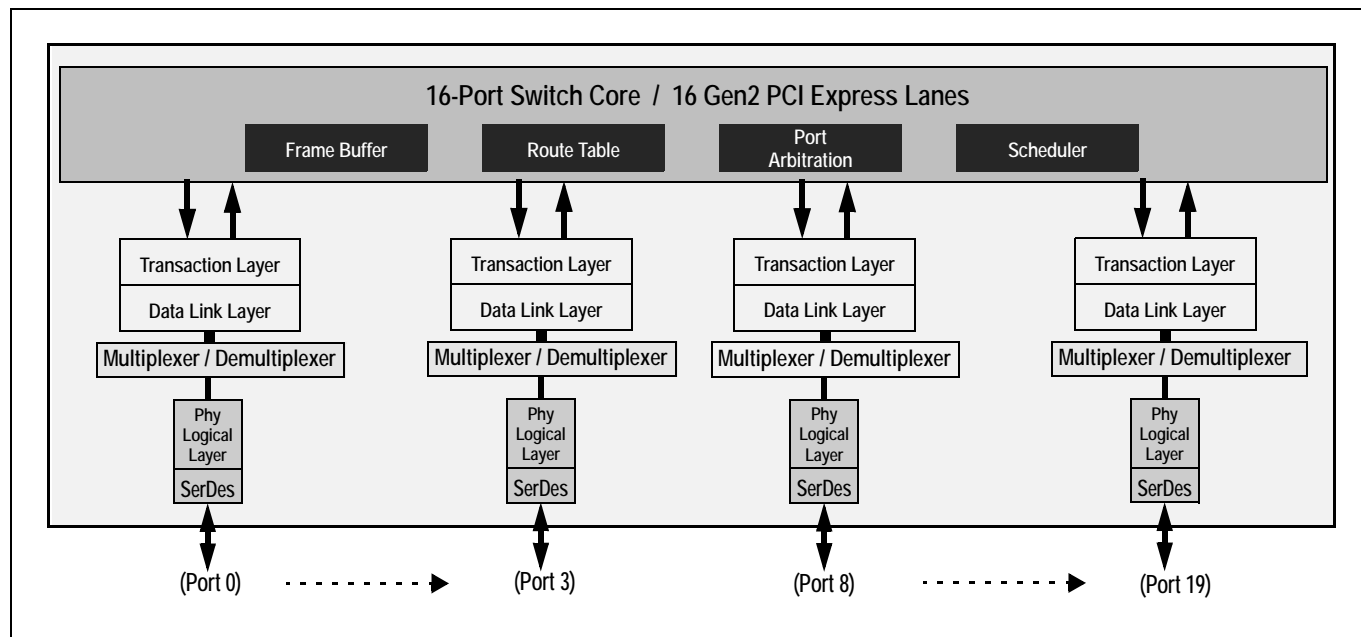 16-Port Switch Core / 16 Gen2 PCI Express Lanes
Frame Buffer
Route Table
Port
Arbitration
Scheduler
Transaction Layer
Data Link Layer
Multiplexer / Demultiplexer
Phy
Logical
Layer
SerDes
(Port 0)
Transaction Layer
Data Link Layer
Multiplexer / Demultiplexer
Phy
Logical
Layer
SerDes
(Port 3)
Transaction Layer
Data Link Layer
Multiplexer / Demultiplexer
Phy
Logical
Layer
SerDes
(Port 8)
Transaction Layer
Data Link Layer
Multiplexer / Demultiplexer
Phy
Logical
Layer
SerDes
(Port 19)